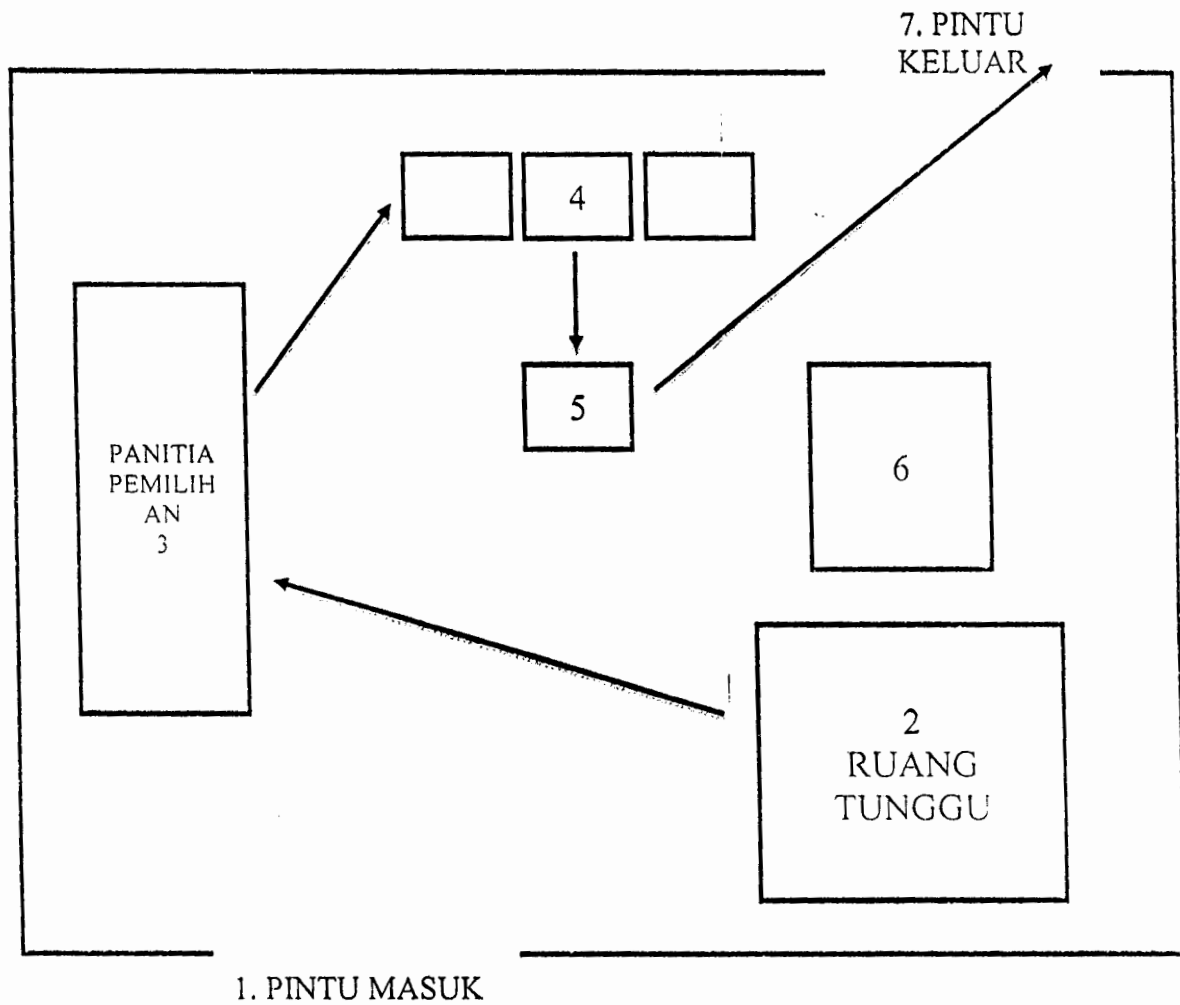 7. PINTU
KELUAR
4
5
PANITIA
PEMILIH
AN
3
6
2
RUANG
TUNGGU
1. PINTU MASUK